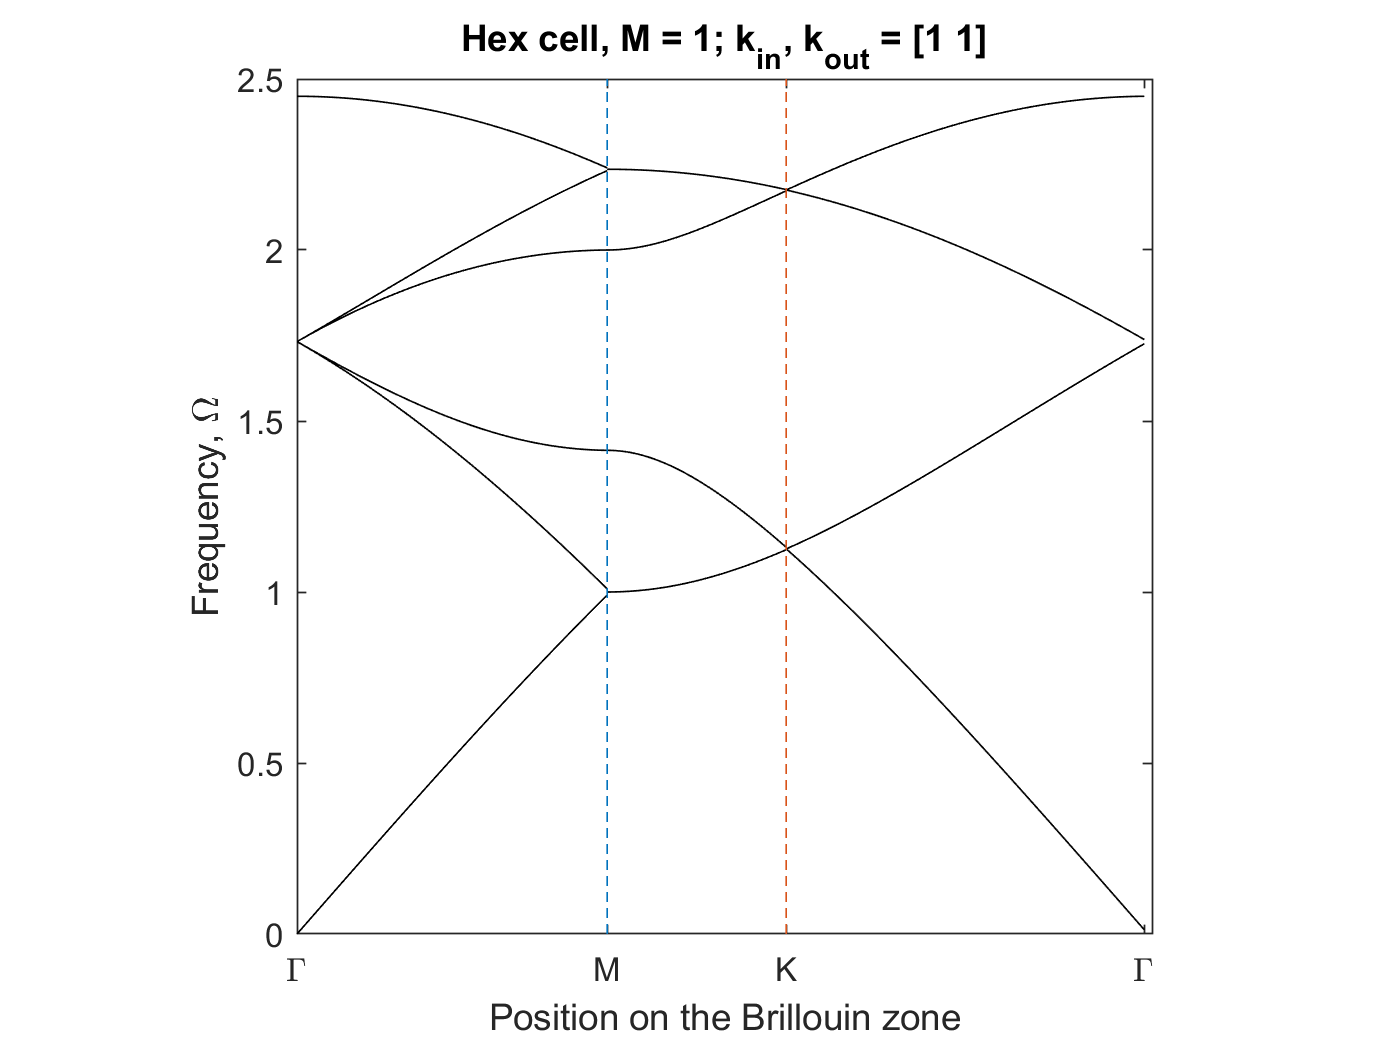 Hex cell, M = 1; k_in, k_out = [1 1]
2.5
2
1.5
1
0.5
0
Frequency, Ω
Γ M K Γ
Position on the Brillouin zone